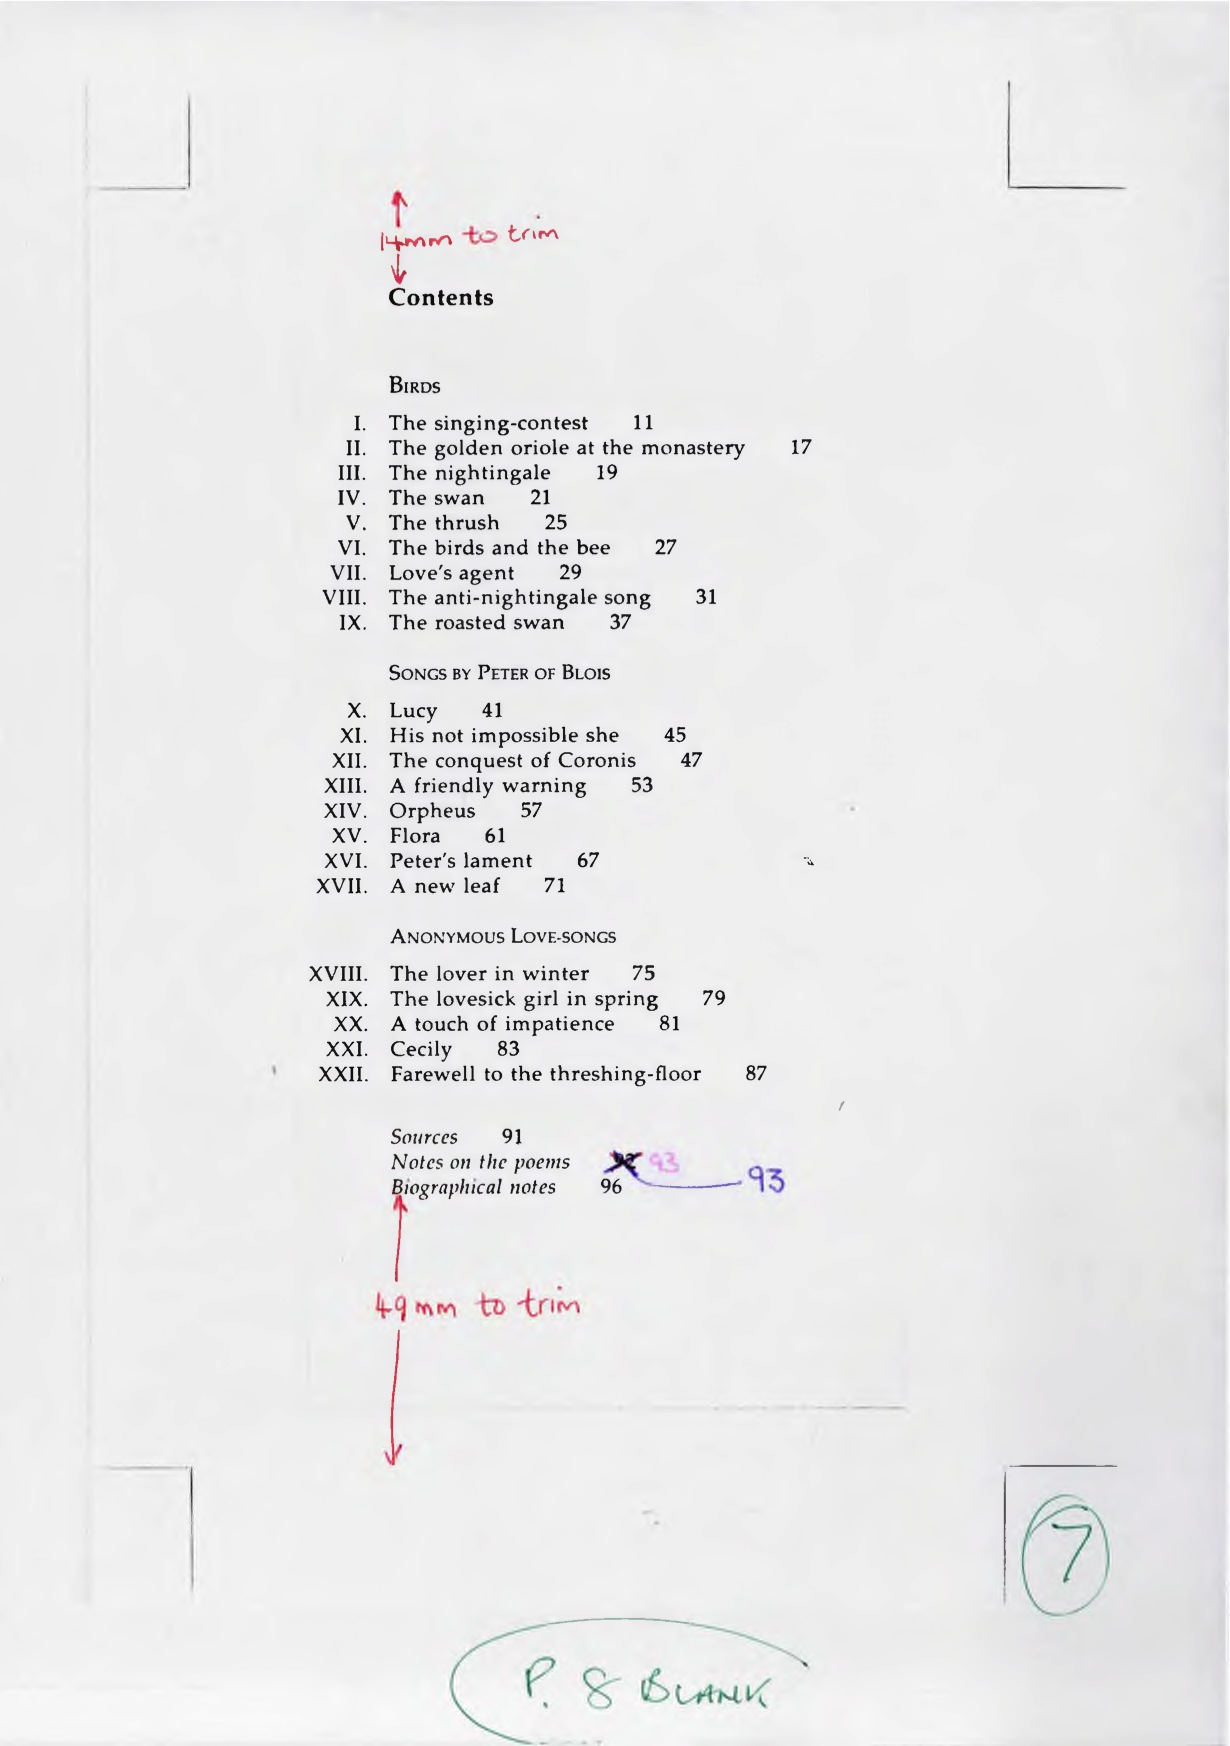 14mm to trim
Contents
BIRDS
I. The singing-contest 11
II. The golden oriole at the monastery 17
III. The nightingale 19
IV. The swan 21
V. The thrush 25
VI. The birds and the bee 27
VII. Love's agent 29
VIII. The anti-nightingale song 31
IX. The roasted swan 37
SONGS BY PETER OF BLOIS
X. Lucy 41
XI. His not impossible she 45
XII. The conquest of Coronis 47
XIII. A friendly warning 53
XIV. Orpheus 57
XV. Flora 61
XVI. Peter's lament 67
XVII. A new leaf 71
ANONYMOUS LOVE-SONGS
XVIII. The lover in winter 75
XIX. The lovesick girl in spring 79
XX. A touch of impatience 81
XXI. Cecily 83
XXII. Farewell to the threshing-floor 87
Sources 91
Notes on the poems 93
Biographical notes 96 93
49mm to trim
7
P. 8 BLANK